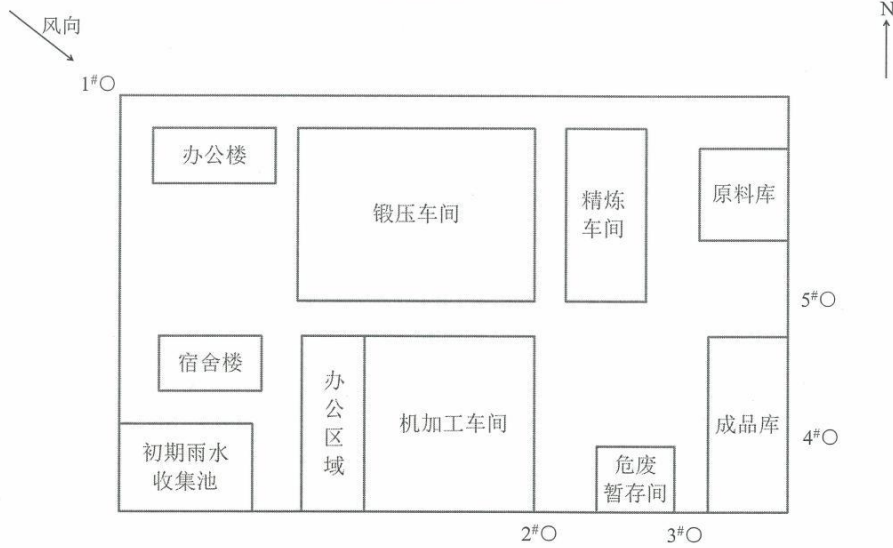 风向
N
1#○
办公楼
锻压车间
精炼
车间
原料库
5#○
宿舍楼
办
公
区
域
机加工车间
成品库
4#○
初期雨水
收集池
危废
暂存间
2#○
3#○